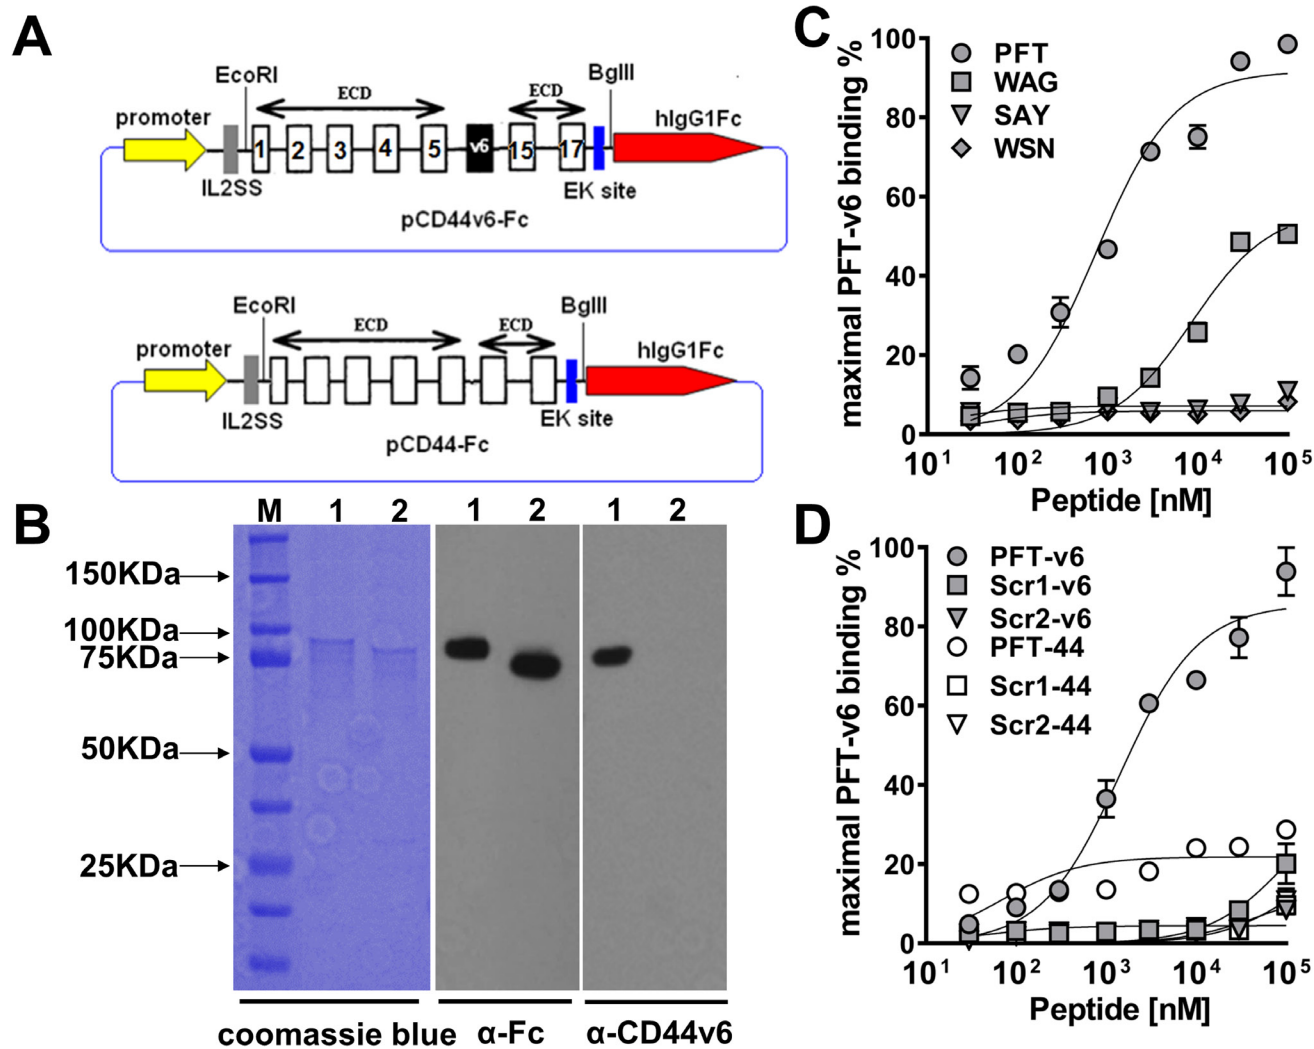 A
EcoRI
BglII
ECD
ECD
promoter
hIgG1Fc
1 2 3 4 5 v6 15 17
IL2SS
EK site
pCD44v6-Fc
EcoRI
BglII
ECD
ECD
promoter
hIgG1Fc
IL2SS
EK site
pCD44-Fc
B
M 1 2 1 2 1 2
150KDa
100KDa
75KDa
50KDa
25KDa
coomassie blue α-Fc α-CD44v6
C
maximal PFT-v6 binding %
100
80
60
40
20
0
PFT
WAG
SAY
WSN
10¹ 10² 10³ 10⁴ 10⁵
Peptide [nM]
D
maximal PFT-v6 binding %
100
80
60
40
20
0
PFT-v6
Scr1-v6
Scr2-v6
PFT-44
Scr1-44
Scr2-44
10¹ 10² 10³ 10⁴ 10⁵
Peptide [nM]